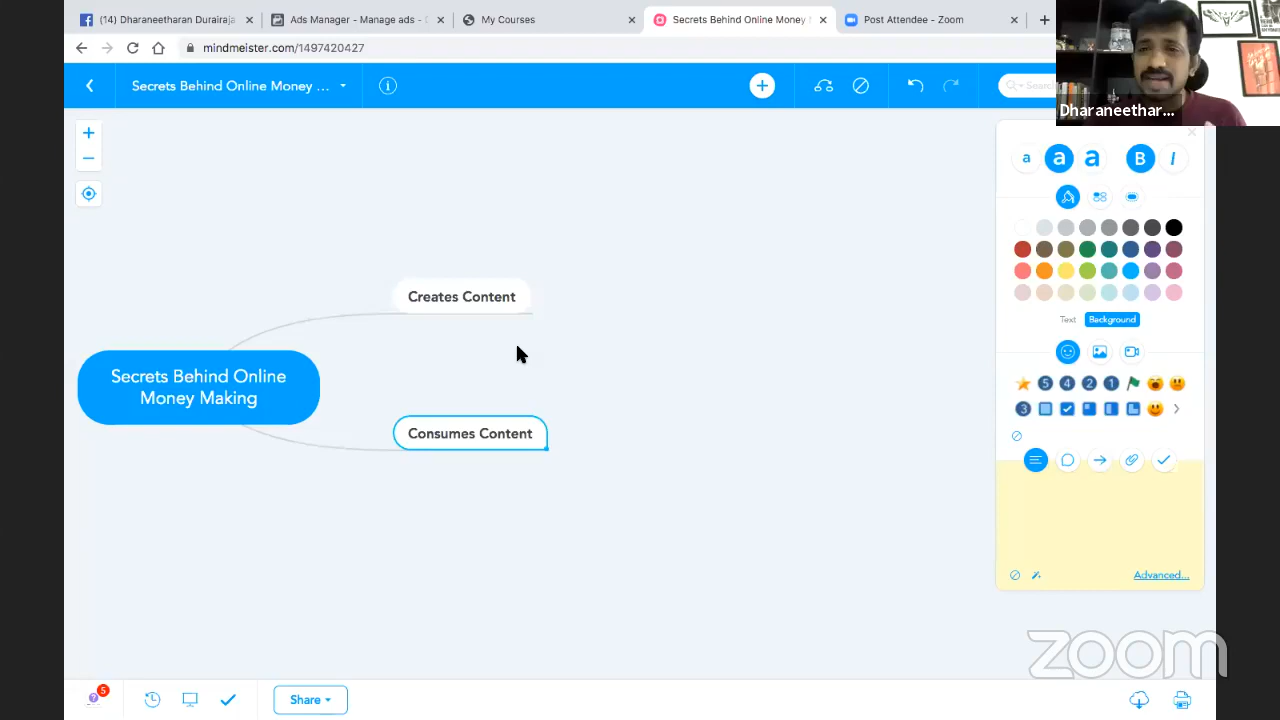 (14) Dharaneetharan Durairaja
Ads Manager - Manage ads -
My Courses
Secrets Behind Online Money
Post Attendee - Zoom
mindmeister.com/1497420427
Secrets Behind Online Money ...
Search
Dharaneethar...
a a a B I
Creates Content
Secrets Behind Online
Money Making
Consumes Content
Text Background
5 4 2 1
3
Advanced...
zoom
5
Share